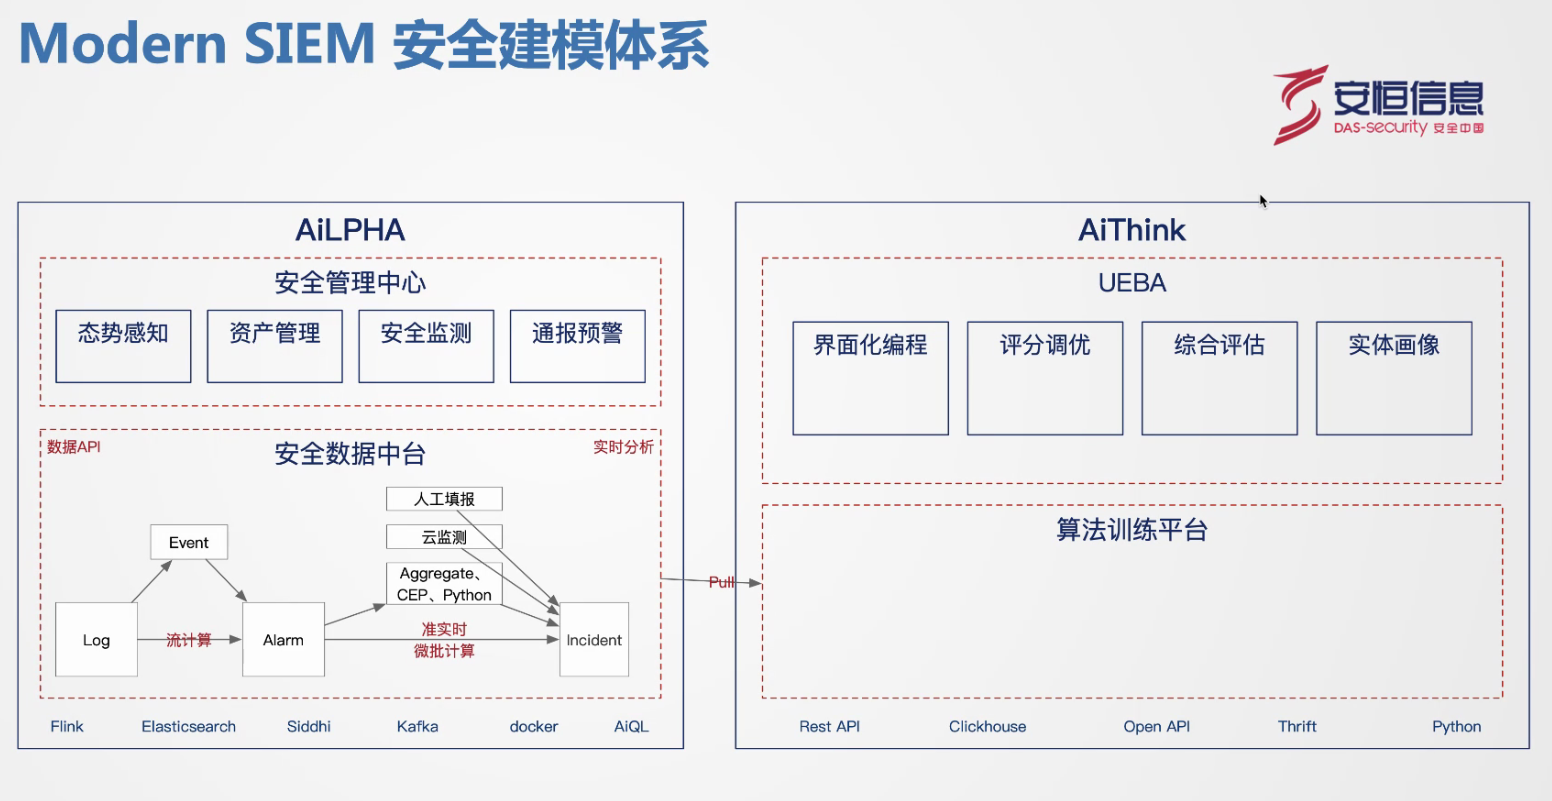 Modern SIEM 安全建模体系
安恒信息
DAS-security 安全中国
AiLPHA
安全管理中心
态势感知
资产管理
安全监测
通报预警
数据API
安全数据中台
实时分析
人工填报
云监测
Event
Aggregate、
CEP、Python
Log
流计算
Alarm
准实时
微批计算
Incident
Flink
Elasticsearch
Siddhi
Kafka
docker
AiQL
Pull
AiThink
UEBA
界面化编程
评分调优
综合评估
实体画像
算法训练平台
Rest API
Clickhouse
Open API
Thrift
Python